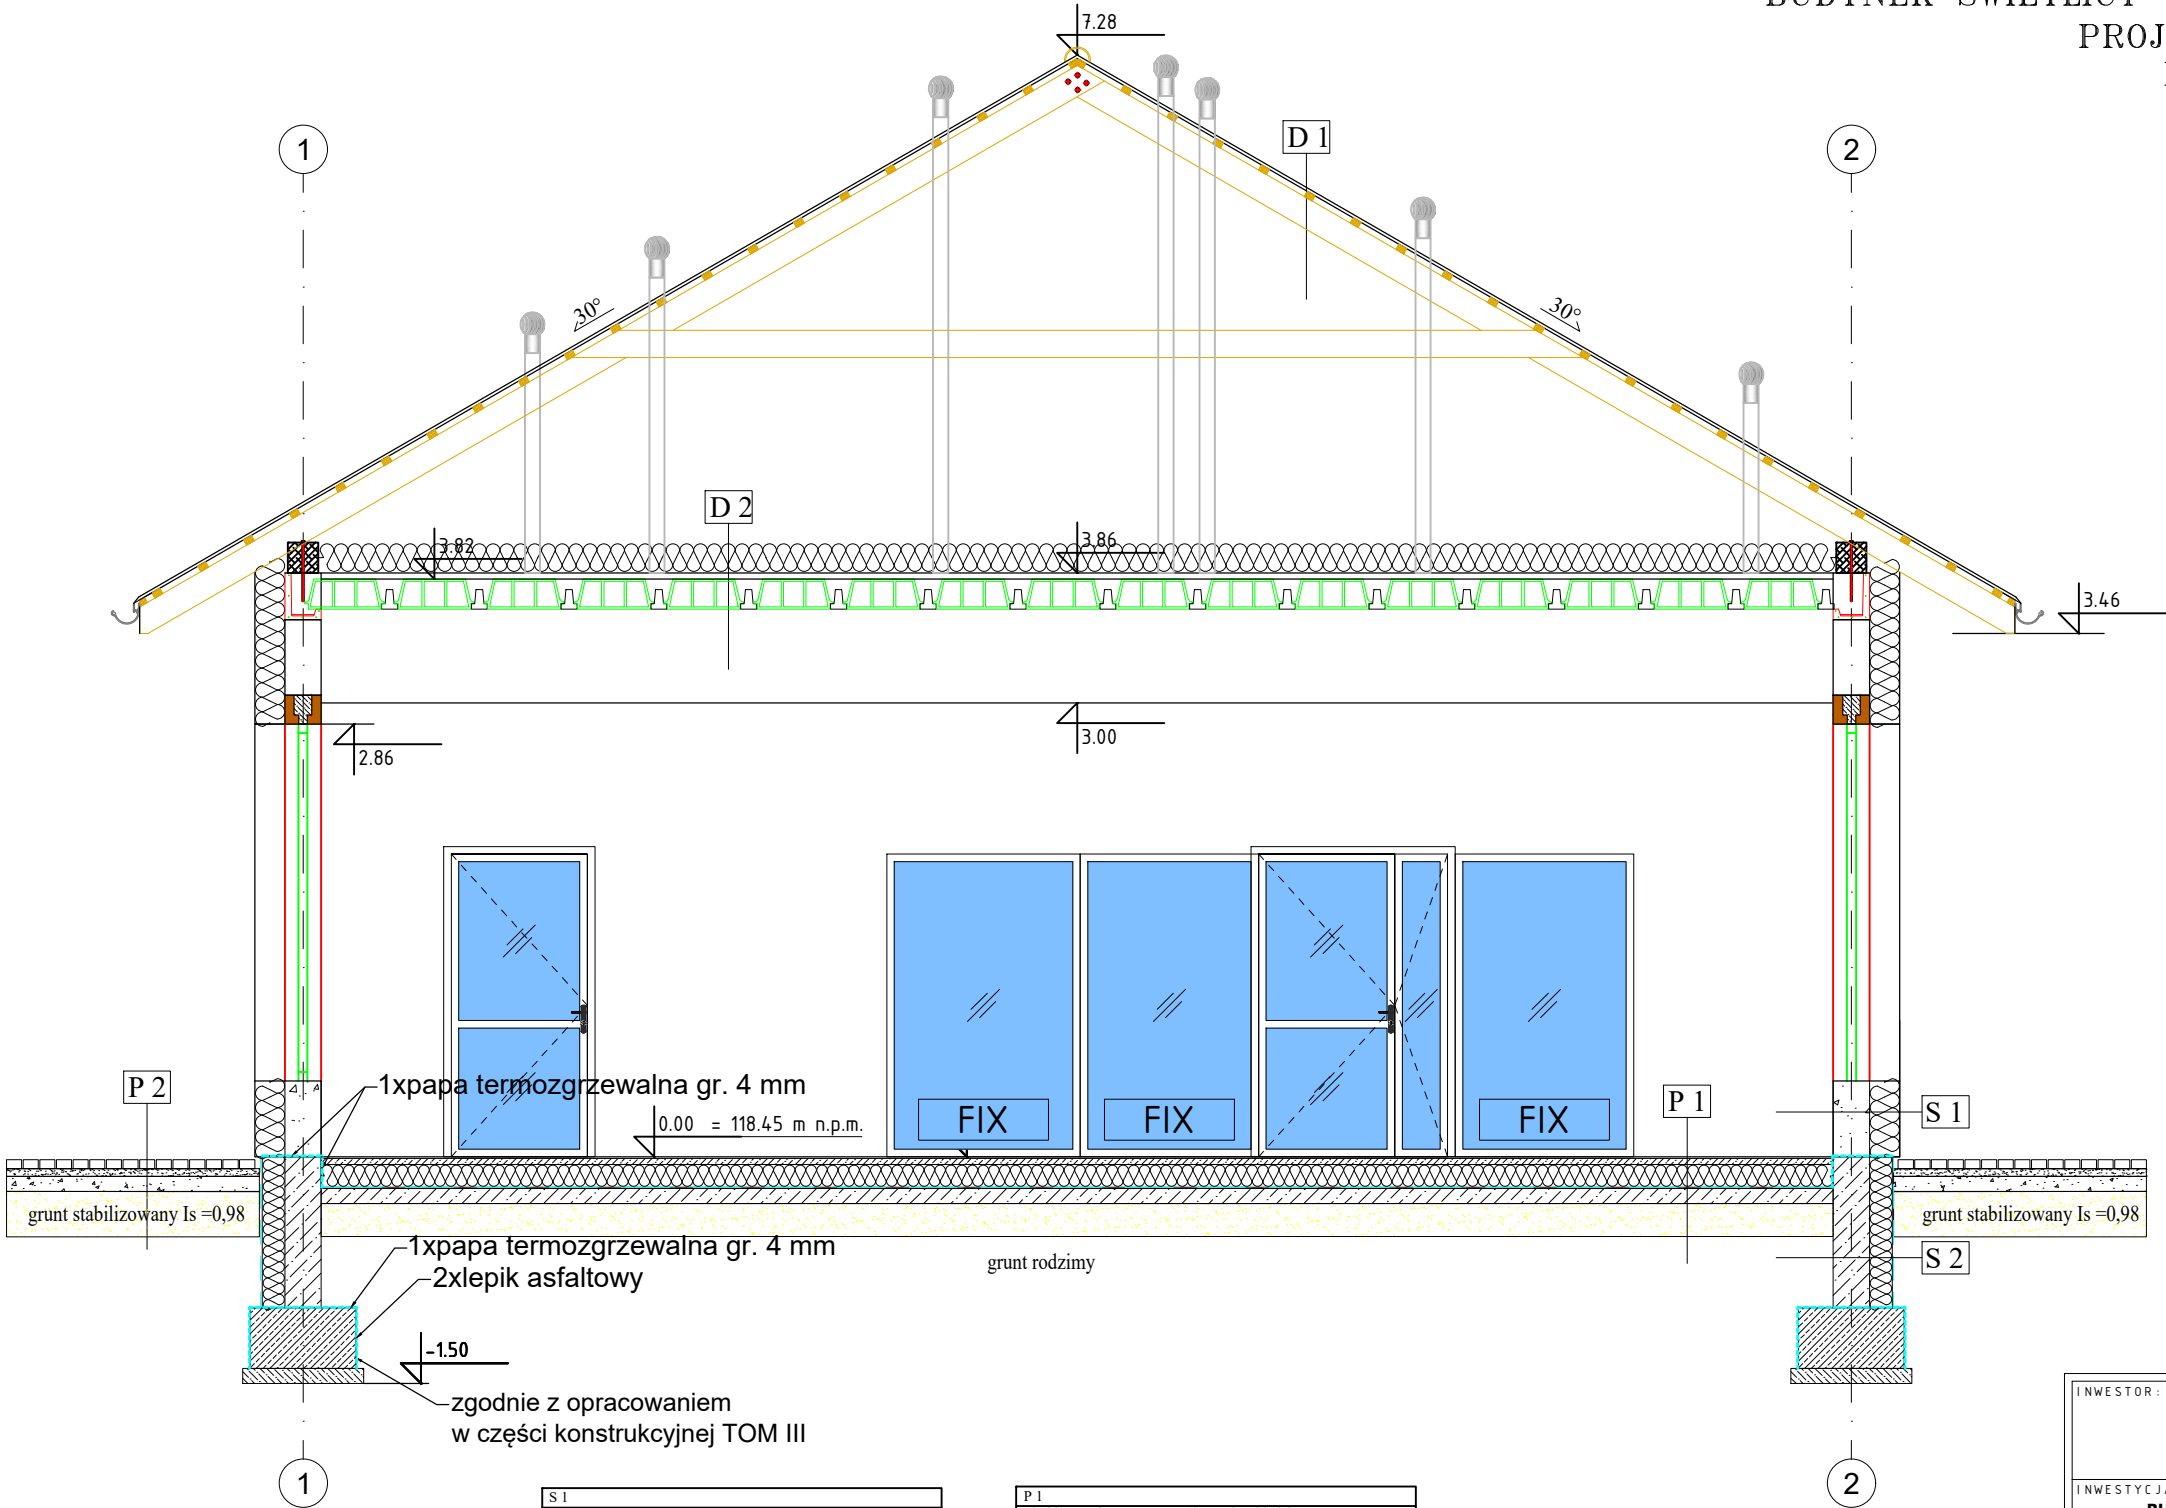 PROJ
7.28
1
2
D 1
30°
30°
D 2
3.82
3.86
3.46
2.86
3.00
P 2
1xpapa termozgrzewalna gr. 4 mm
0.00 = 118.45 m n.p.m.
FIX
FIX
FIX
P 1
S 1
grunt stabilizowany Is =0,98
grunt stabilizowany Is =0,98
1xpapa termozgrzewalna gr. 4 mm
2xlepik asfaltowy
grunt rodzimy
S 2
-1.50
zgodnie z opracowaniem
w części konstrukcyjnej TOM III
1
2
S 1
P 1
INWESTOR:
INWESTYCJA